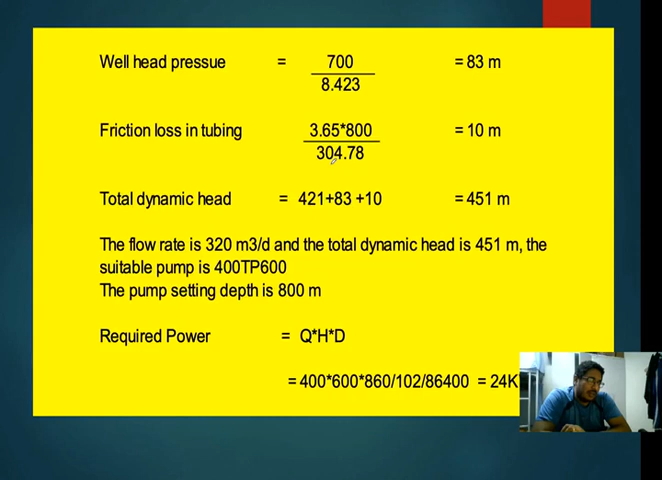 Well head pressue = 700 = 83 m
8.423
Friction loss in tubing 3.65*800 = 10 m
304.78
Total dynamic head = 421+83 +10 = 451 m
The flow rate is 320 m3/d and the total dynamic head is 451 m, the
suitable pump is 400TP600
The pump setting depth is 800 m
Required Power = Q*H*D
= 400*600*860/102/86400 = 24K